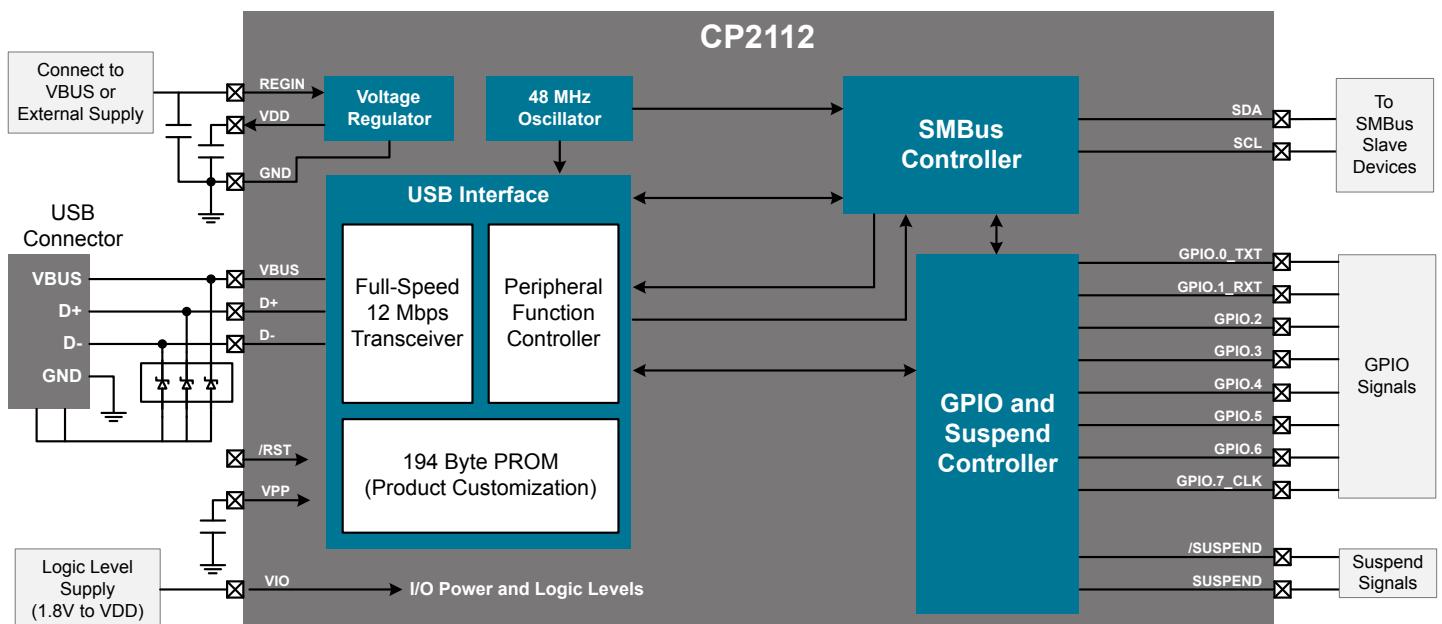 CP2112
Connect to
VBUS or
External Supply
REGIN
VDD
GND
Voltage
Regulator
48 MHz
Oscillator
SMBus
Controller
SDA
SCL
To
SMBus
Slave
Devices
USB
Connector
VBUS
D+
D-
GND
VBUS
D+
D-
USB Interface
Full-Speed
12 Mbps
Transceiver
Peripheral
Function
Controller
194 Byte PROM
(Product Customization)
/RST
VPP
GPIO and
Suspend
Controller
GPIO.0_TXT
GPIO.1_RXT
GPIO.2
GPIO.3
GPIO.4
GPIO.5
GPIO.6
GPIO.7_CLK
GPIO
Signals
/SUSPEND
SUSPEND
Suspend
Signals
Logic Level
Supply
(1.8V to VDD)
VIO
I/O Power and Logic Levels